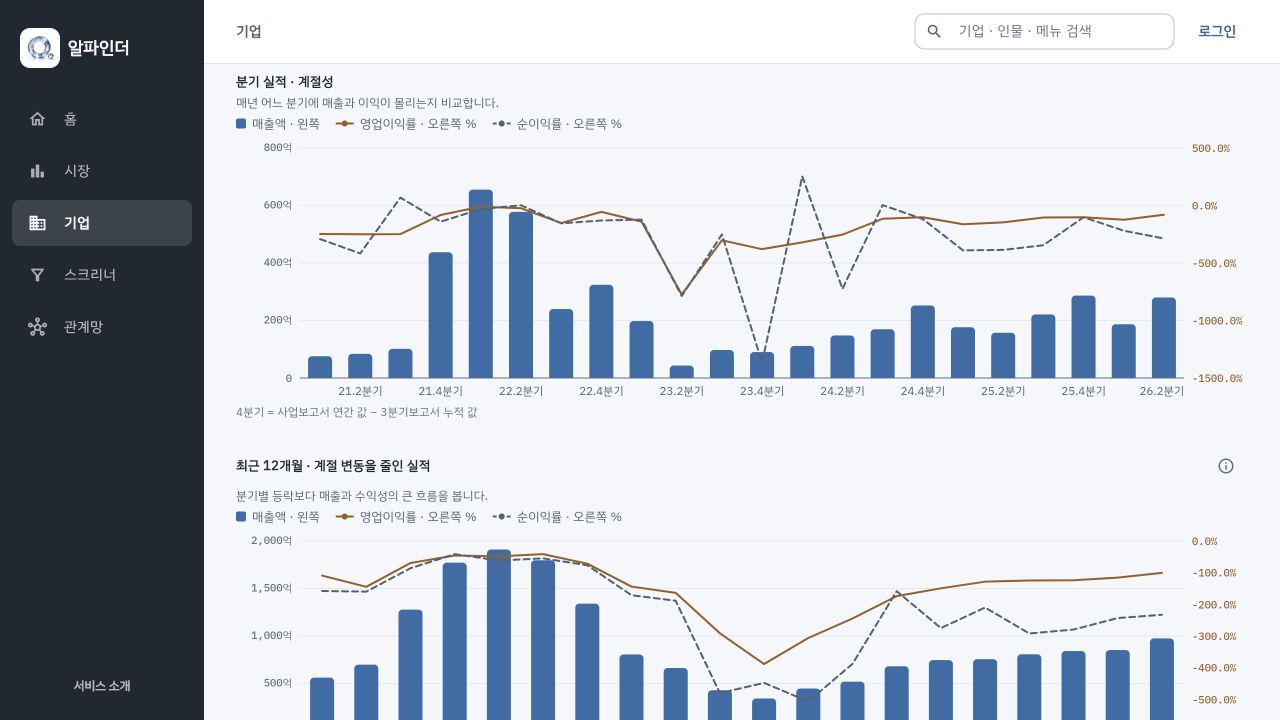 알파인더
홈
시장
기업
스크리너
관계망
서비스 소개
기업
기업 · 인물 · 메뉴 검색
로그인
분기 실적 · 계절성
매년 어느 분기에 매출과 이익이 몰리는지 비교합니다.
매출액 · 왼쪽 영업이익률 · 오른쪽 % 순이익률 · 오른쪽 %
800억 500.0%
600억 0.0%
400억 -500.0%
200억 -1000.0%
0 -1500.0%
21.2분기 21.4분기 22.2분기 22.4분기 23.2분기 23.4분기 24.2분기 24.4분기 25.2분기 25.4분기 26.2분기
4분기 = 사업보고서 연간 값 − 3분기보고서 누적 값
최근 12개월 · 계절 변동을 줄인 실적
분기별 등락보다 매출과 수익성의 큰 흐름을 봅니다.
매출액 · 왼쪽 영업이익률 · 오른쪽 % 순이익률 · 오른쪽 %
2,000억 0.0%
-100.0%
1,500억
-200.0%
1,000억 -300.0%
-400.0%
500억
-500.0%